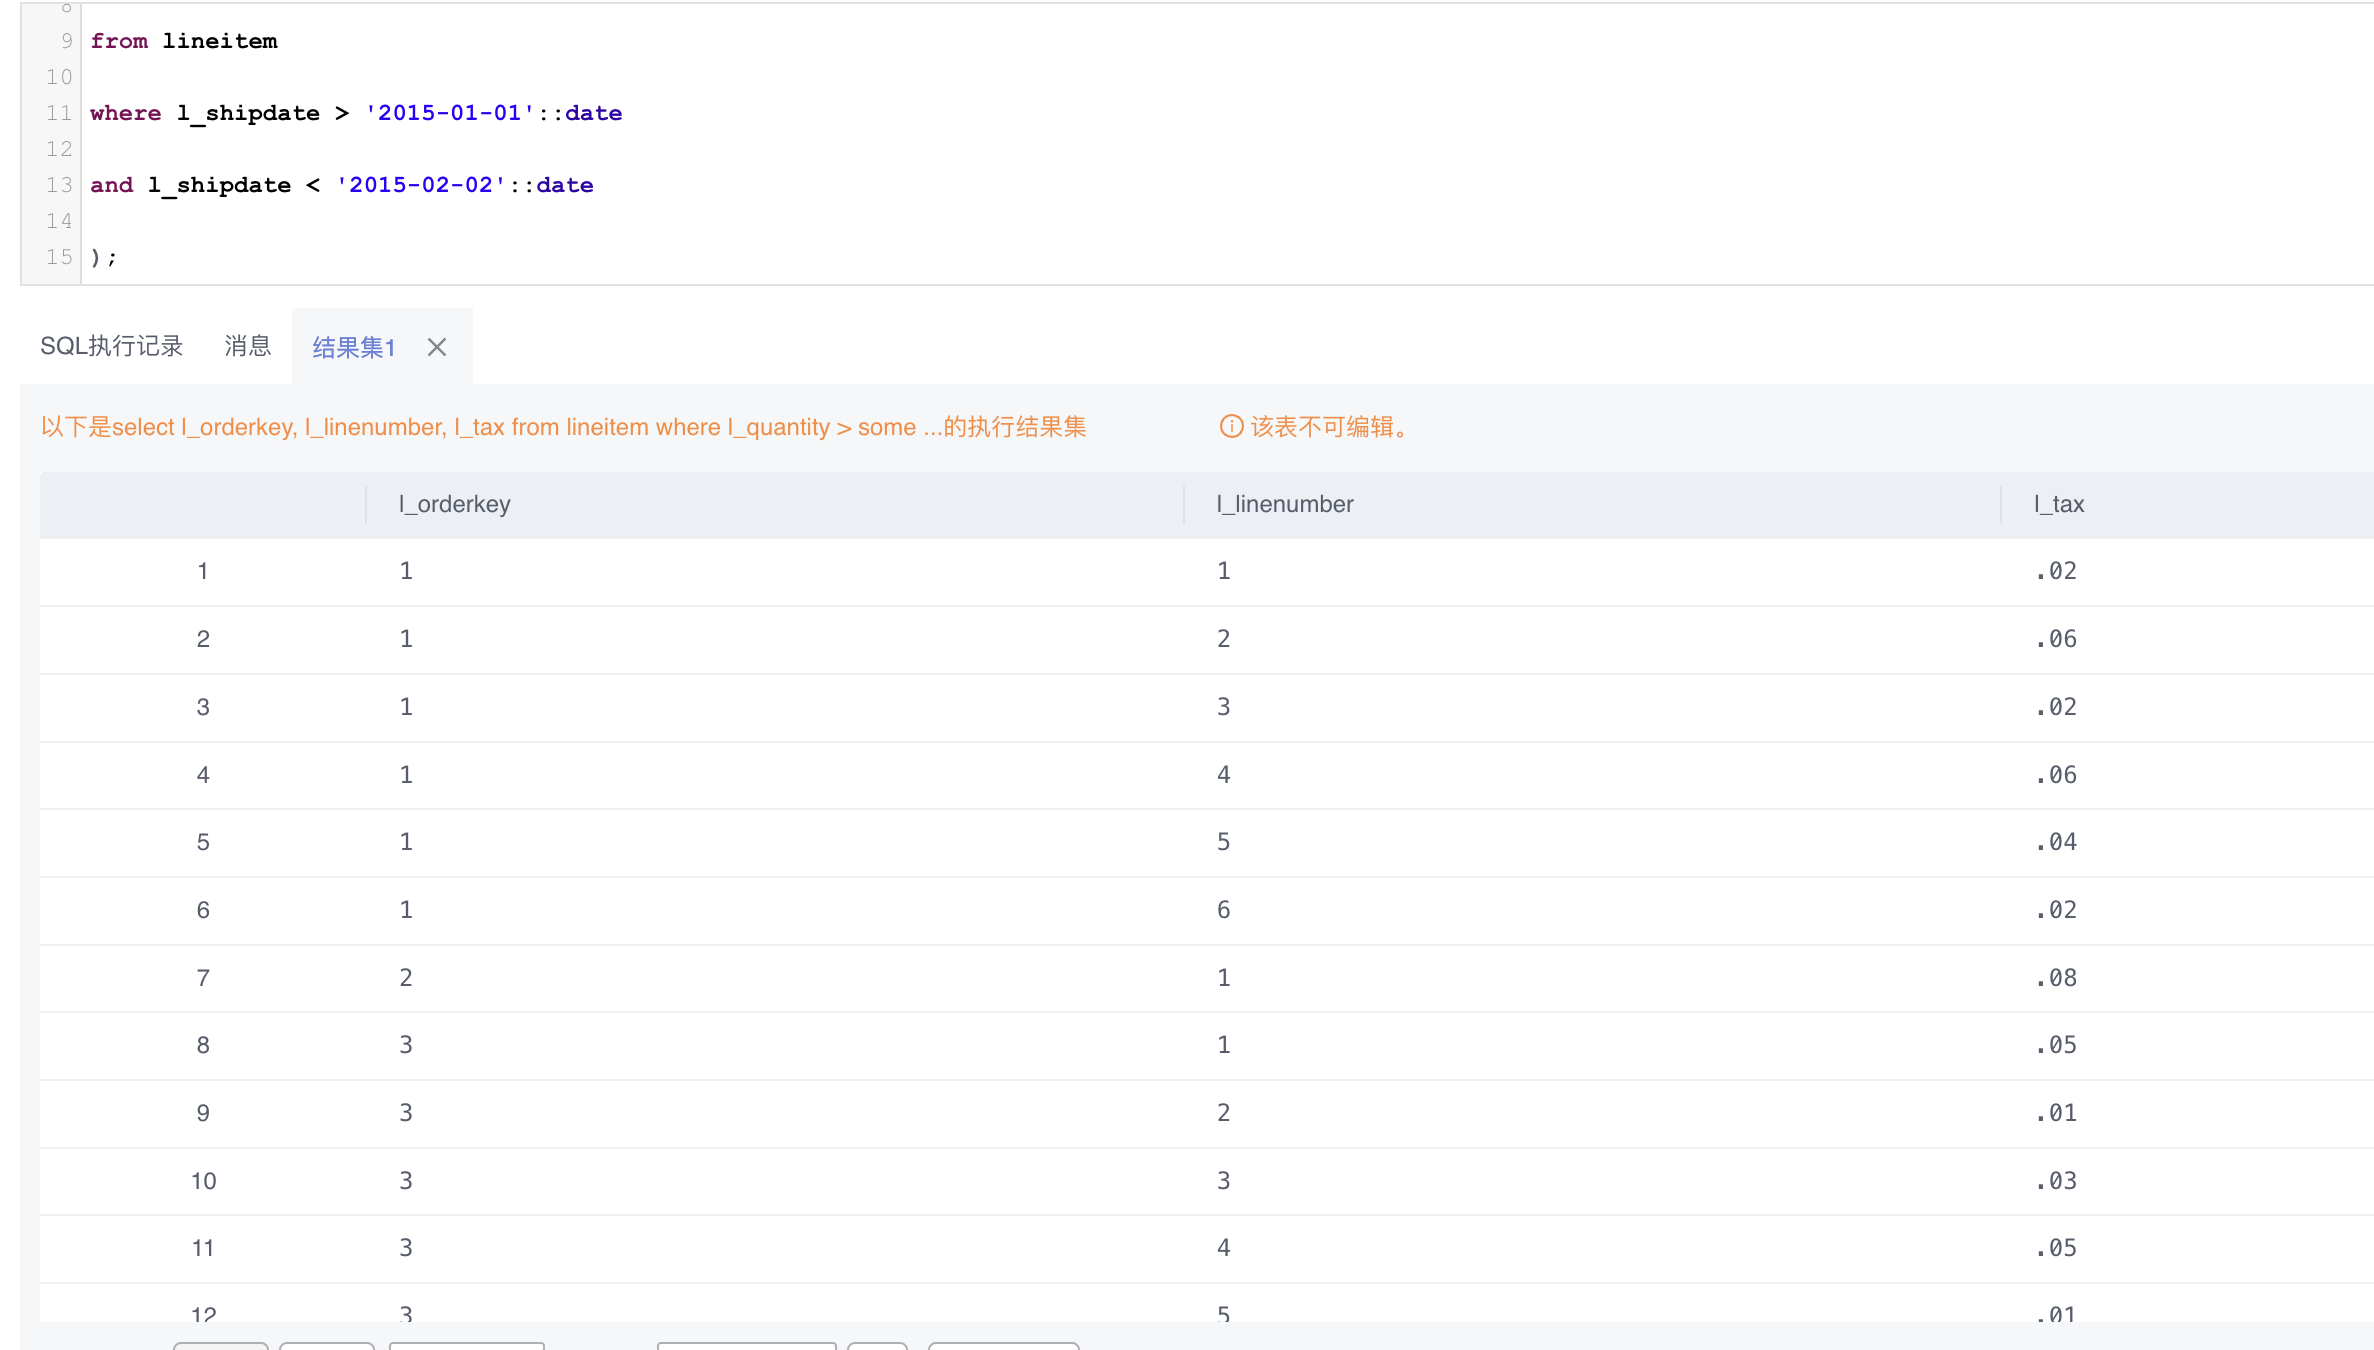 8
9 from lineitem
10
11 where l_shipdate > '2015-01-01'::date
12
13 and l_shipdate < '2015-02-02'::date
14
15 );
SQL执行记录 消息 结果集1
以下是select l_orderkey, l_linenumber, l_tax from lineitem where l_quantity > some ...的执行结果集 该表不可编辑。
l_orderkey l_linenumber l_tax
1 1 1 .02
2 1 2 .06
3 1 3 .02
4 1 4 .06
5 1 5 .04
6 1 6 .02
7 2 1 .08
8 3 1 .05
9 3 2 .01
10 3 3 .03
11 3 4 .05
12 3 5 .01